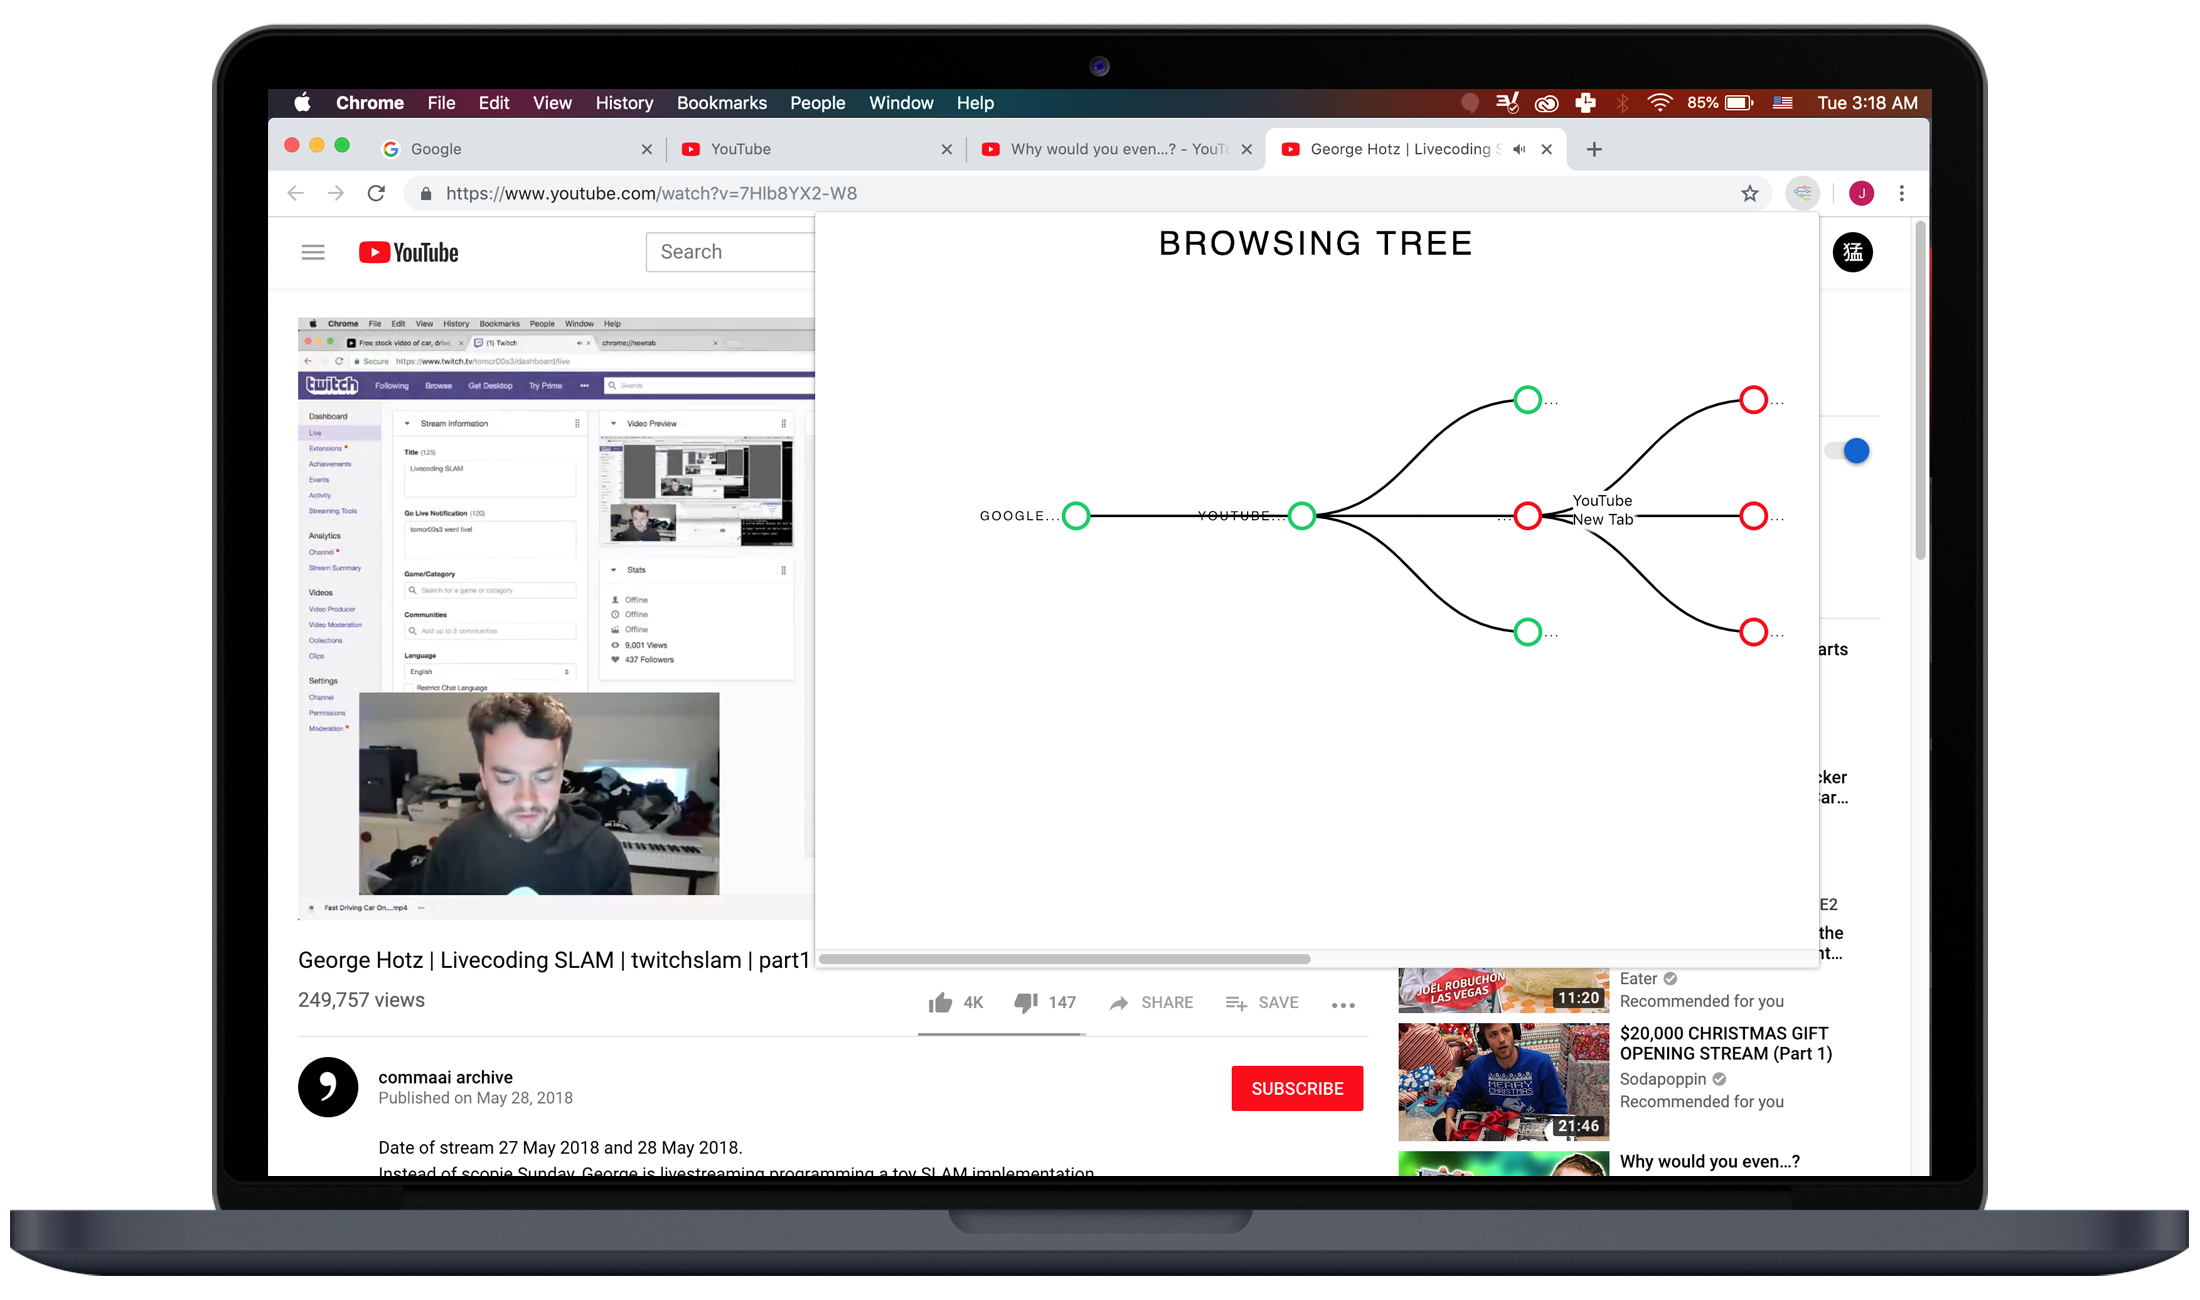 Chrome File Edit View History Bookmarks People Window Help 85% Tue 3:18 AM
Google YouTube Why would you even...? - YouT George Hotz | Livecoding S
https://www.youtube.com/watch?v=7Hlb8YX2-W8 J
YouTube Search 猛
BROWSING TREE
...
...
GOOGLE... YOUTUBE... ... YouTube
New Tab ...
...
...
Chrome File Edit View History Bookmarks People Window Help
Free stock video of car, drive (1) Twitch chrome://newtab
Secure https://www.twitch.tv/tomcr00s3/dashboard/live
twitch Following Browse Get Desktop Try Prime ... Search
Dashboard
Live
Extensions *
Achievements
Events
Activity
Streaming Tools
Analytics
Channel *
Stream Summary
Videos
Video Producer
Video Moderation
Collections
Clips
Settings
Channel
Permissions
Moderation *
Stream Information
Title (125)
Livecoding SLAM
Go Live Notification (120)
tomcr00s3 went live!
Game/Category
Search for a game or category
Communities
Add up to 3 communities
Language
English
Restrict Chat Language
Video Preview
Stats
Offline
Offline
Offline
9,001 Views
437 Followers
Fast Driving Car On....mp4 ...
George Hotz | Livecoding SLAM | twitchslam | part1
249,757 views
4K 147 SHARE SAVE ...
commaai archive
Published on May 28, 2018
SUBSCRIBE
Date of stream 27 May 2018 and 28 May 2018.
Instead of scopie Sunday, George is livestreaming programming a toy SLAM implementation
arts
cker
ar...
E2
the
nt...
JOËL ROBUCHON
LAS VEGAS
11:20
Eater
Recommended for you
MERRY
CHRISTMAS
21:46
$20,000 CHRISTMAS GIFT
OPENING STREAM (Part 1)
Sodapoppin
Recommended for you
Why would you even...?